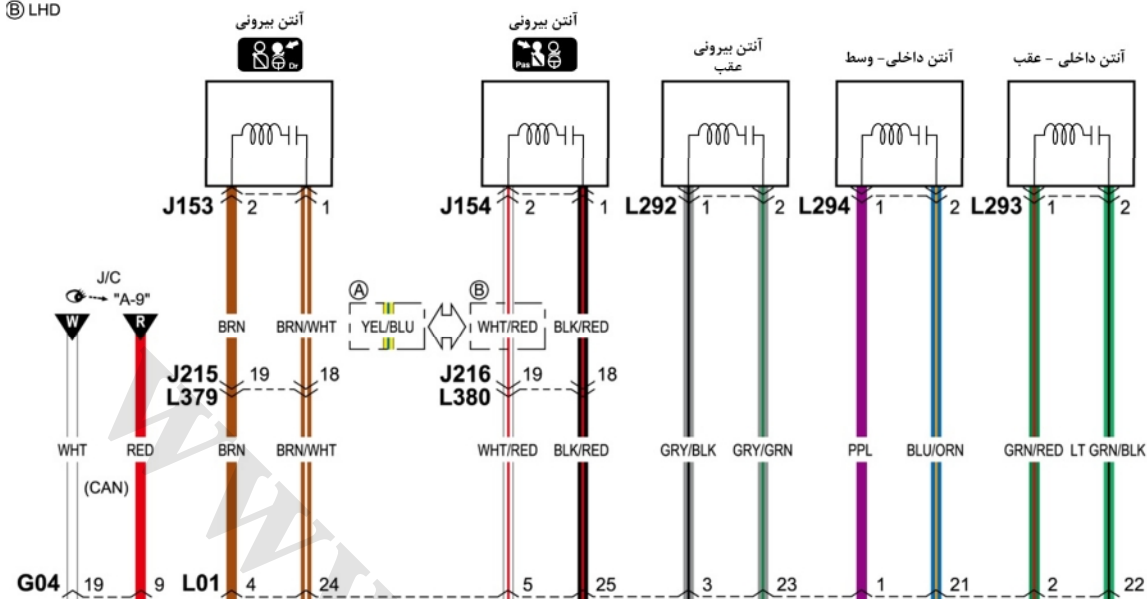 Ⓑ LHD
آنتن بیرونی
Dr
آنتن بیرونی
Pas
آنتن بیرونی
عقب
آنتن داخلی- وسط
آنتن داخلی - عقب
J153 2 1
J154 2 1
L292 1 2
L294 1 2
L293 1 2
J/C
"A-9"
W R
Ⓐ Ⓑ
BRN BRN/WHT YEL/BLU WHT/RED BLK/RED
J215 19 18
L379
J216 19 18
L380
WHT RED BRN BRN/WHT WHT/RED BLK/RED GRY/BLK GRY/GRN PPL BLU/ORN GRN/RED LT GRN/BLK
(CAN)
G04 19 9 L01 4 24 5 25 3 23 1 21 2 22